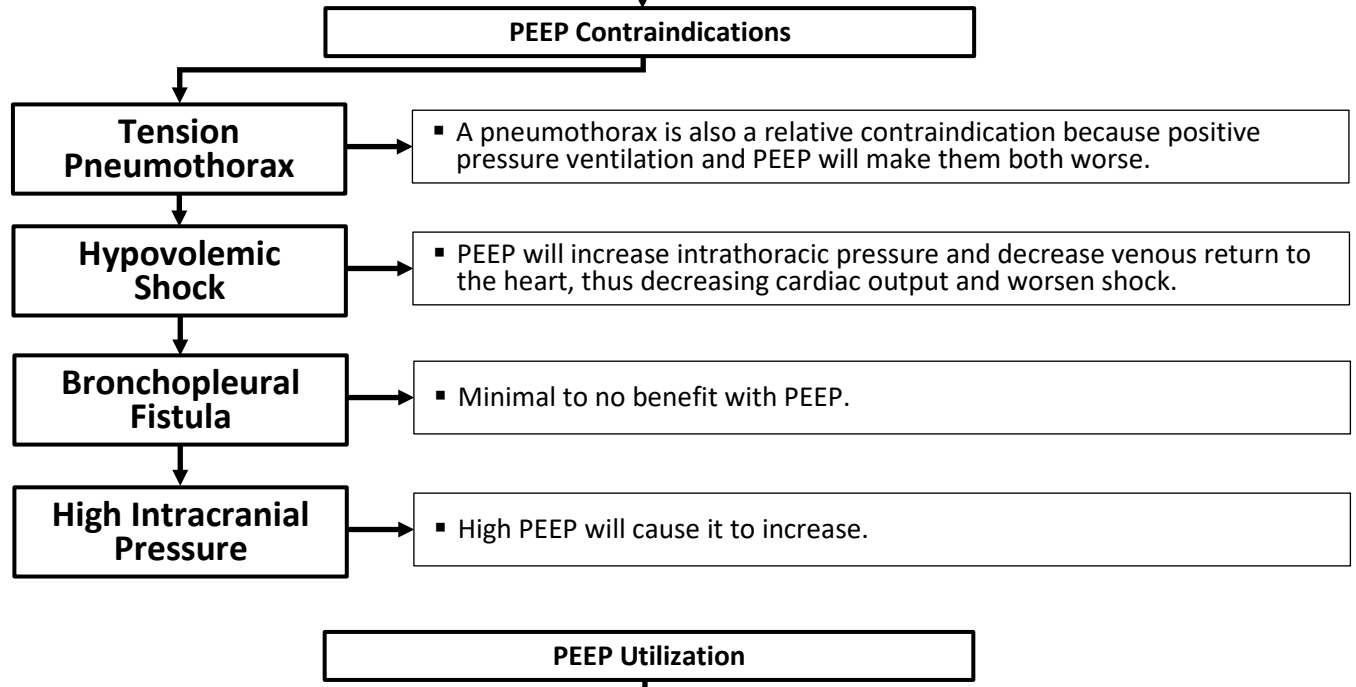 PEEP Contraindications
Tension
Pneumothorax
▪ A pneumothorax is also a relative contraindication because positive
pressure ventilation and PEEP will make them both worse.
Hypovolemic
Shock
▪ PEEP will increase intrathoracic pressure and decrease venous return to
the heart, thus decreasing cardiac output and worsen shock.
Bronchopleural
Fistula
▪ Minimal to no benefit with PEEP.
High Intracranial
Pressure
▪ High PEEP will cause it to increase.
PEEP Utilization